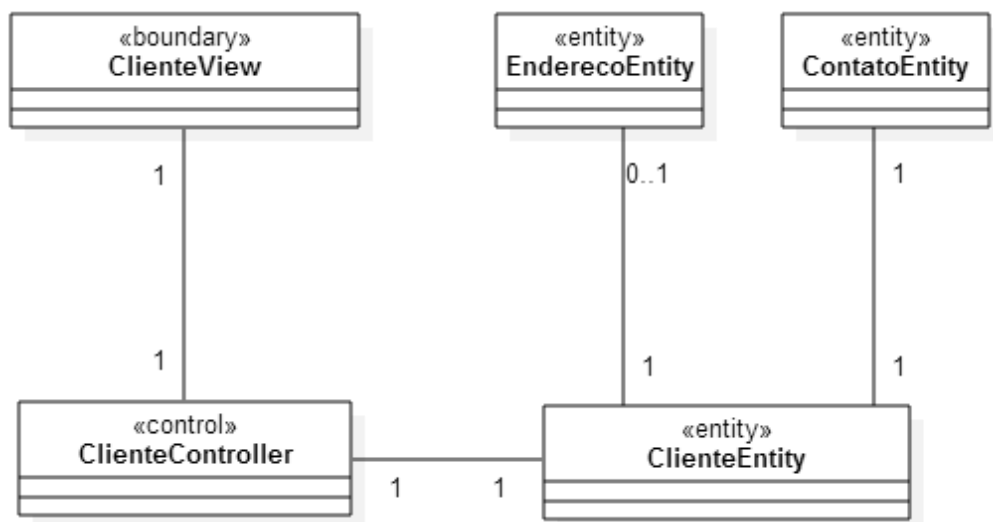 «boundary»
ClienteView
«entity»
EnderecoEntity
«entity»
ContatoEntity
1
0..1
1
1
1
1
«control»
ClienteController
«entity»
ClienteEntity
1
1